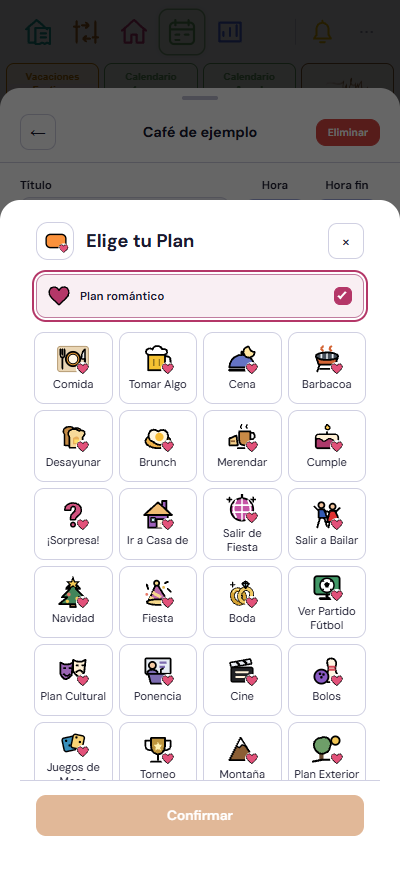 Vacaciones
Calendario
Calendario
←
Café de ejemplo
Eliminar
Título
Hora
Hora fin
Elige tu Plan
×
Plan romántico
Comida
Tomar Algo
Cena
Barbacoa
Desayunar
Brunch
Merendar
Cumple
¡Sorpresa!
Ir a Casa de
Salir de
Fiesta
Salir a Bailar
Navidad
Fiesta
Boda
Ver Partido
Fútbol
Plan Cultural
Ponencia
Cine
Bolos
Juegos de
Mesa
Torneo
Montaña
Plan Exterior
Confirmar